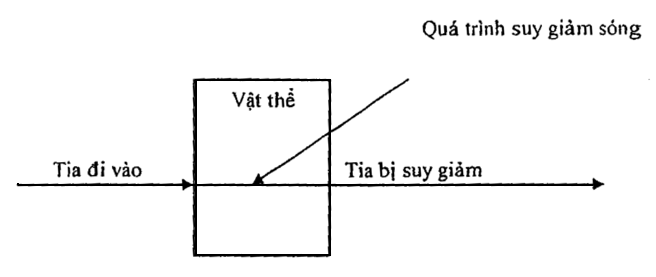 Quá trình suy giảm sóng
Vật thể
Tia đi vào
Tia bị suy giảm